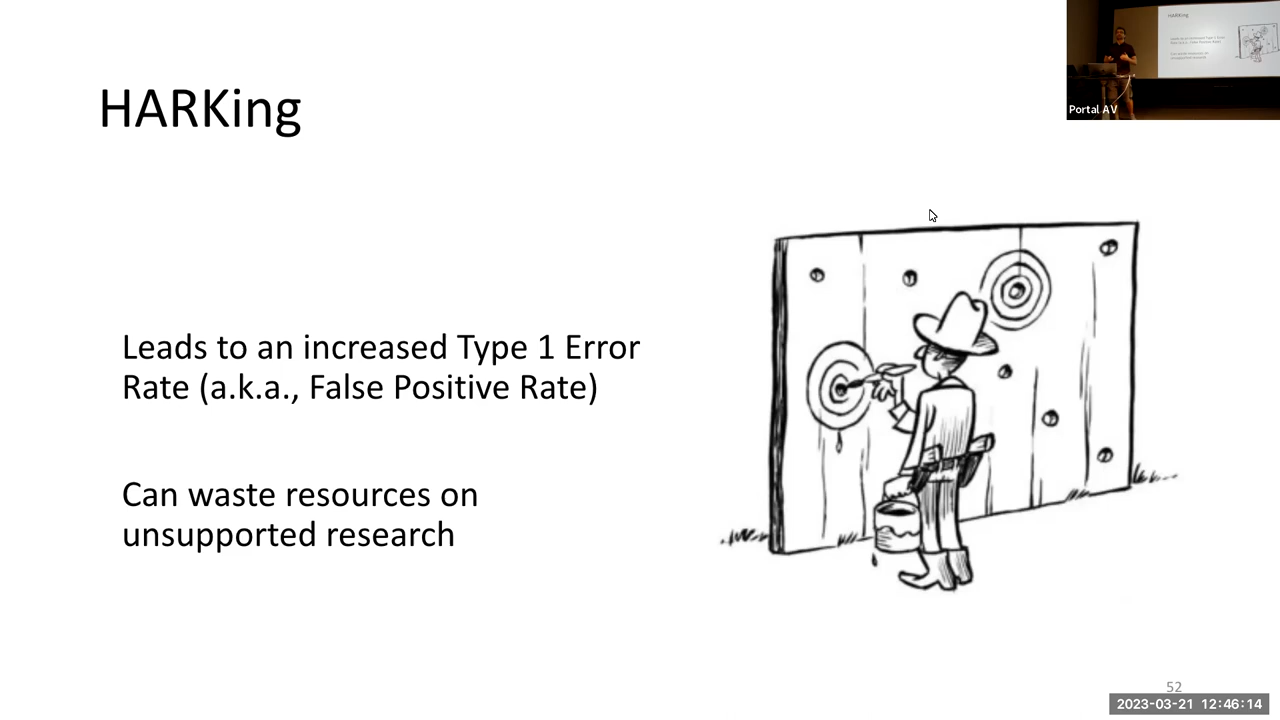 HARKing
Portal AV
Leads to an increased Type 1 Error
Rate (a.k.a., False Positive Rate)
Can waste resources on
unsupported research
52
2023-03-21 12:46:14